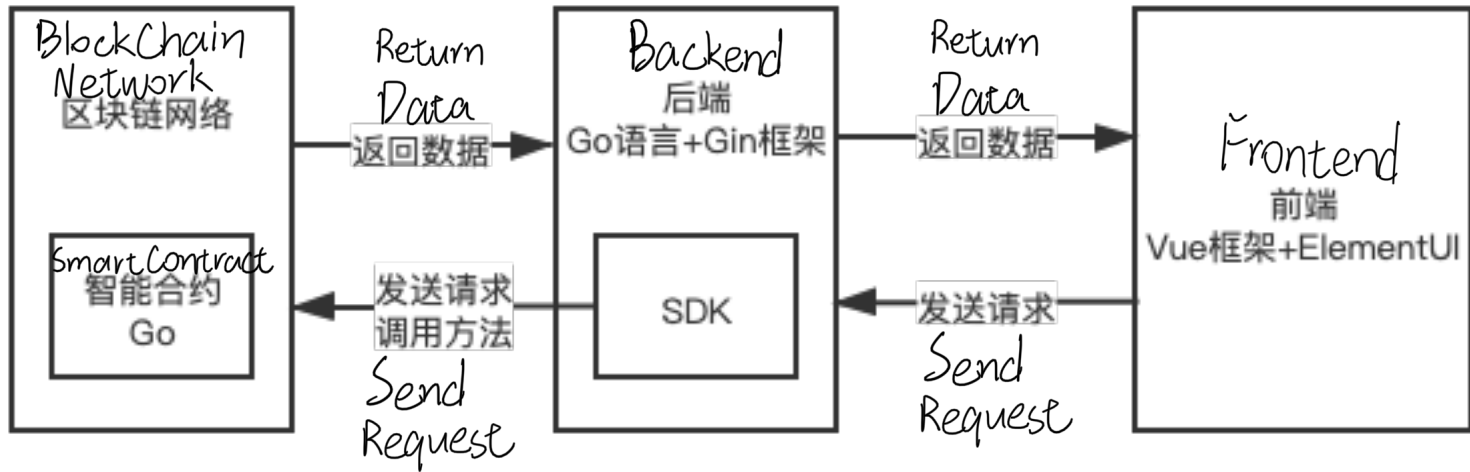 BlockChain
Network
区块链网络
SmartContract
智能合约
Go
Return
Data
返回数据
发送请求
调用方法
Send
Request
Backend
后端
Go语言+Gin框架
SDK
Return
Data
返回数据
发送请求
Send
Request
Frontend
前端
Vue框架+ElementUI